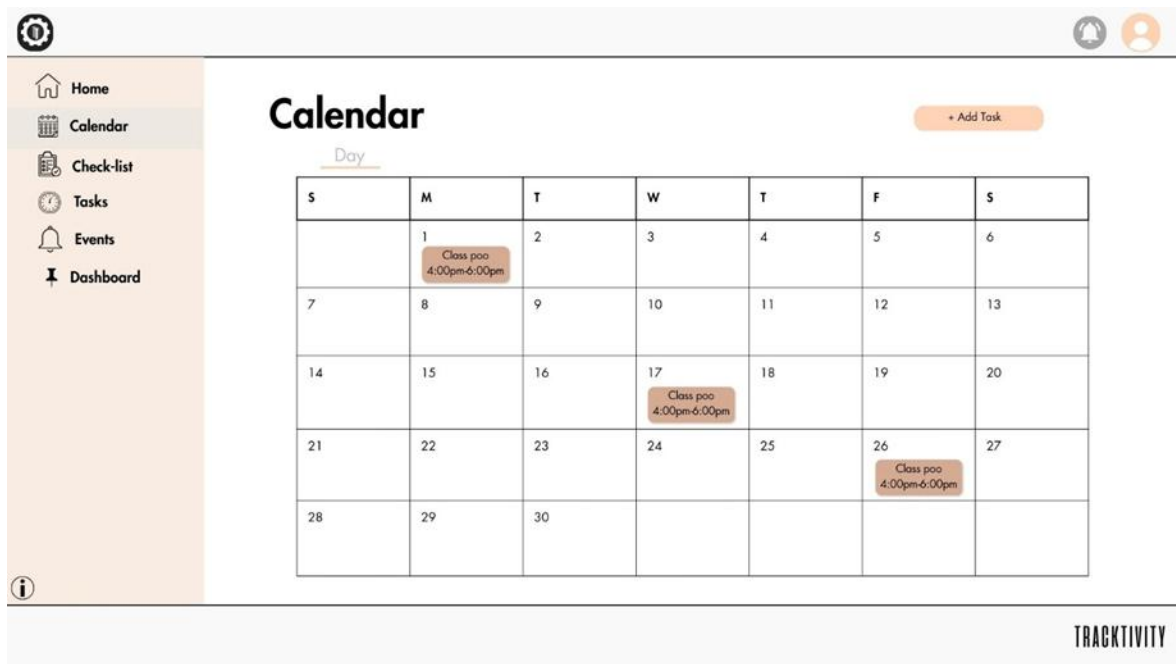 Home
Calendar
Check-list
Tasks
Events
Dashboard
Calendar
+ Add Task
Day
S M T W T F S
1 2 3 4 5 6
Class poo
4:00pm-6:00pm
7 8 9 10 11 12 13
14 15 16 17 18 19 20
Class poo
4:00pm-6:00pm
21 22 23 24 25 26 27
Class poo
4:00pm-6:00pm
28 29 30
i
TRACKTIVITY